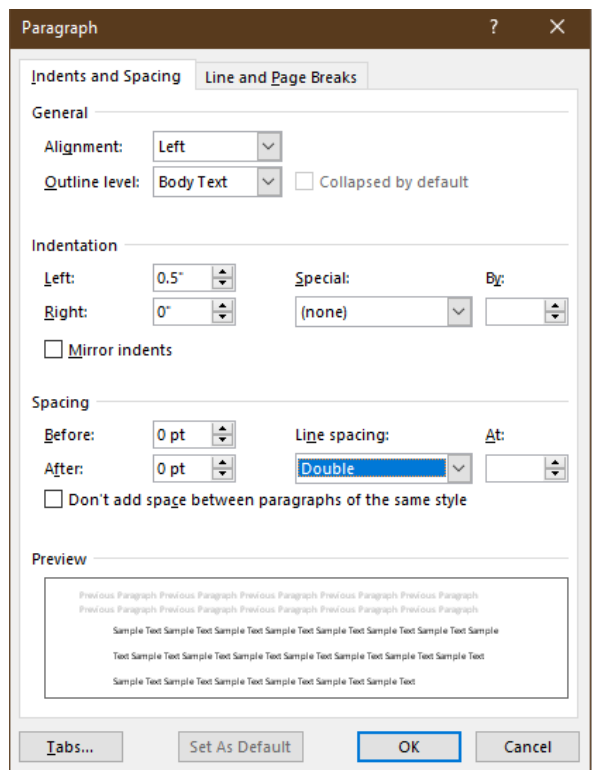 Paragraph ?
Indents and Spacing Line and Page Breaks
General
Alignment: Left
Outline level: Body Text Collapsed by default
Indentation
Left: 0.5" Special: By:
Right: 0" (none)
Mirror indents
Spacing
Before: 0 pt Line spacing: At:
After: 0 pt Double
Don't add space between paragraphs of the same style
Preview
Previous Paragraph Previous Paragraph Previous Paragraph Previous Paragraph Previous Paragraph
Previous Paragraph Previous Paragraph Previous Paragraph Previous Paragraph Previous Paragraph
Sample Text Sample Text Sample Text Sample Text Sample Text Sample Text Sample Text Sample
Text Sample Text Sample Text Sample Text Sample Text Sample Text Sample Text Sample Text
Sample Text Sample Text Sample Text Sample Text Sample Text Sample Text
Tabs... Set As Default OK Cancel